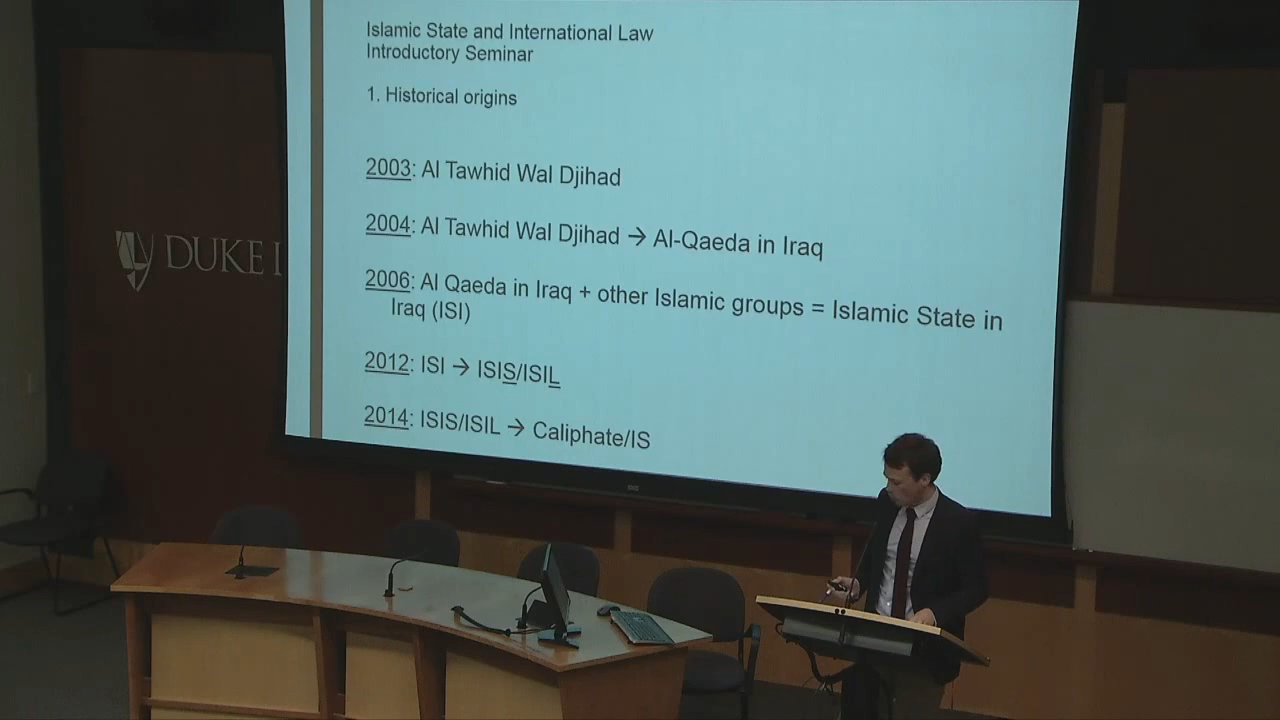 Islamic State and International Law
Introductory Seminar
1. Historical origins
2003: Al Tawhid Wal Djihad
2004: Al Tawhid Wal Djihad → Al-Qaeda in Iraq
2006: Al Qaeda in Iraq + other Islamic groups = Islamic State in
Iraq (ISI)
2012: ISI → ISIS/ISIL
2014: ISIS/ISIL → Caliphate/IS
DUKE